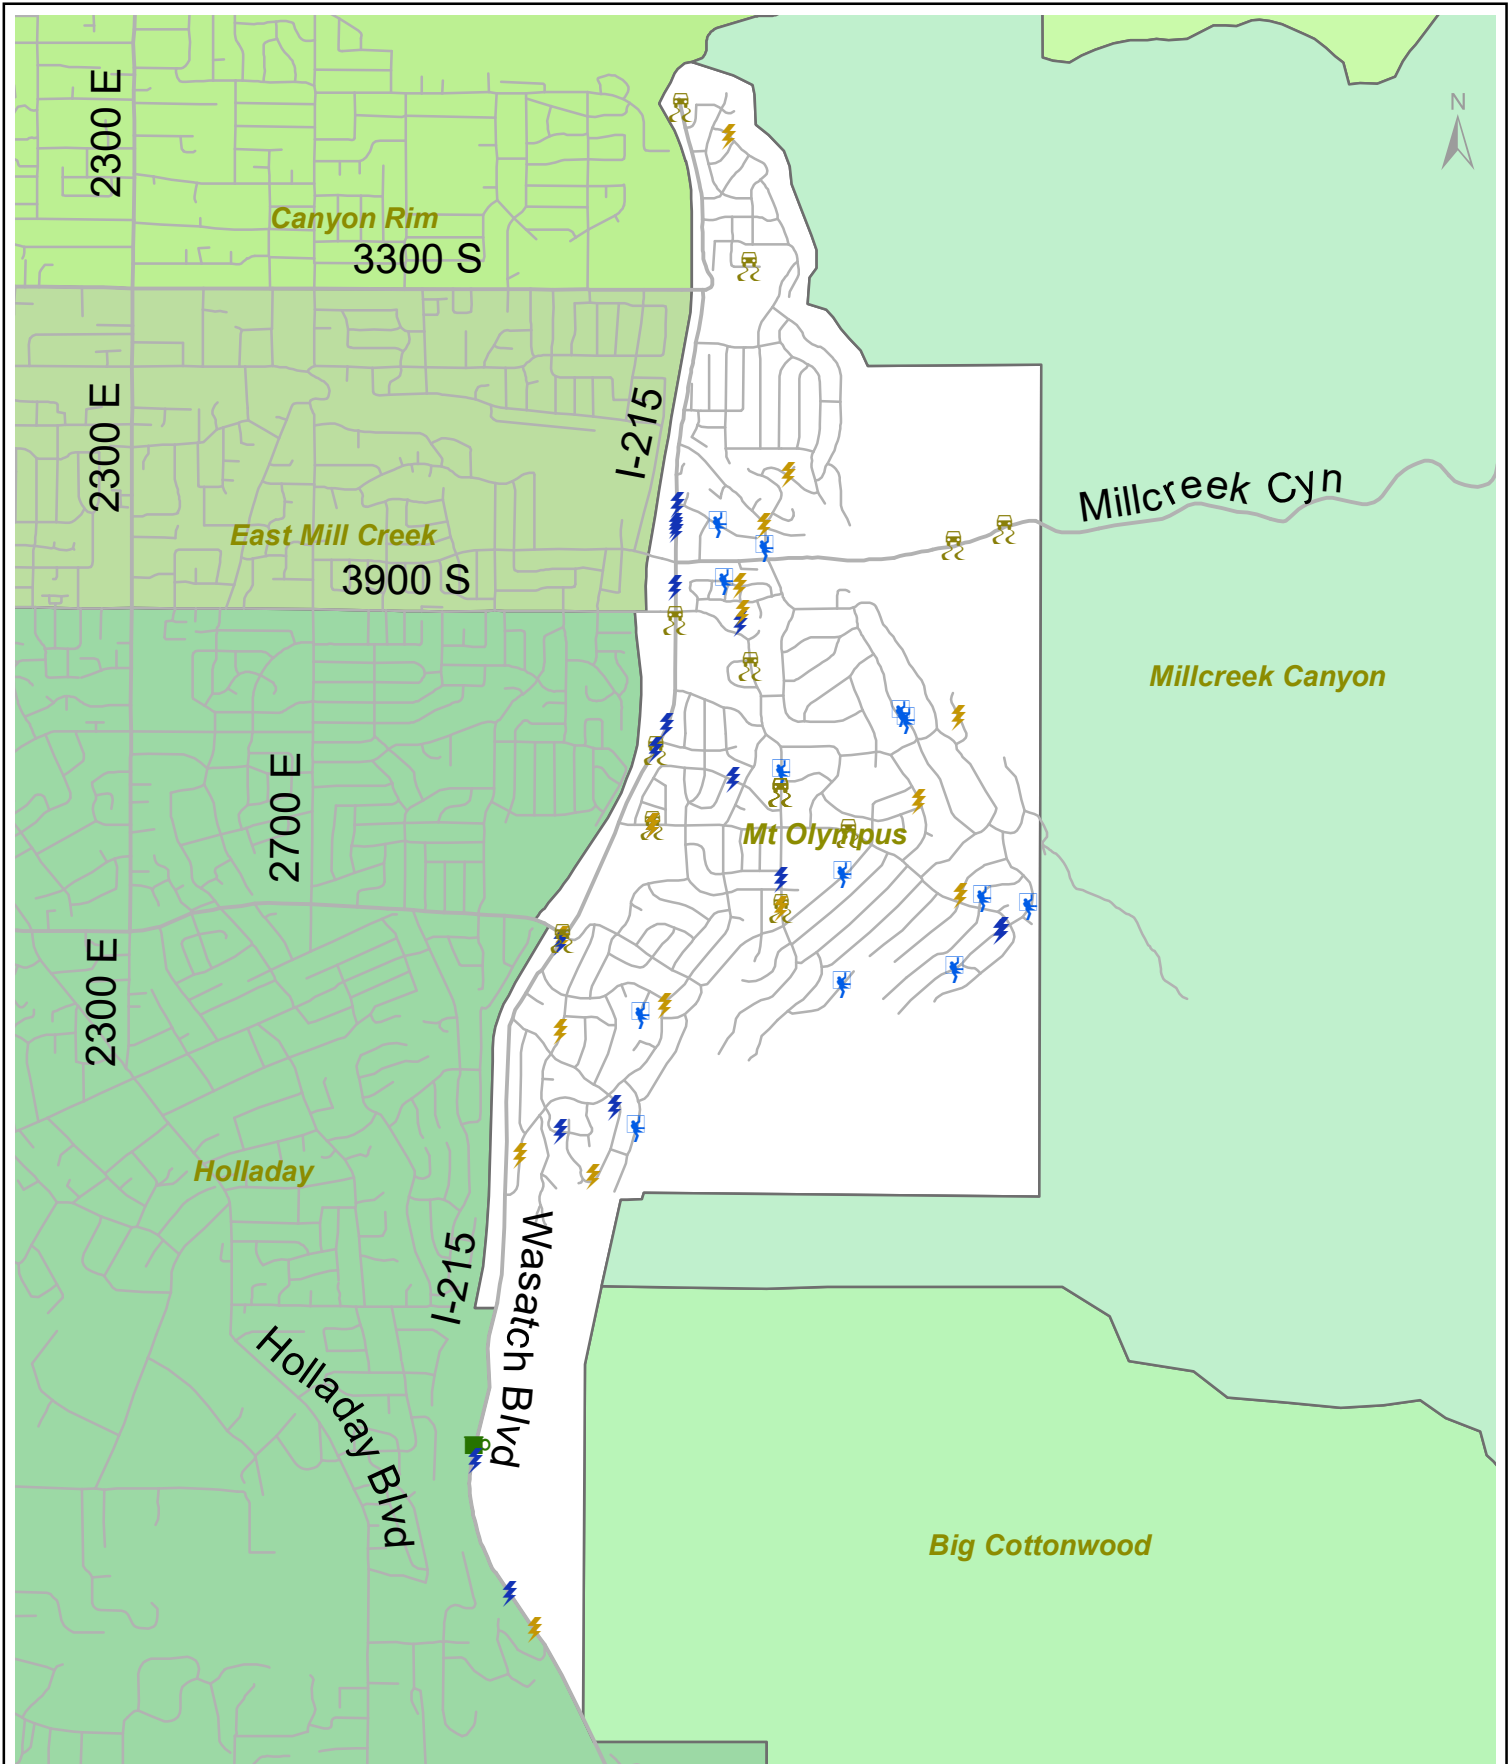 N
2300 E
Canyon Rim
3300 S
I-215
2300 E
Millcreek Cyn
East Mill Creek
3900 S
Millcreek Canyon
2700 E
Mt Olympus
2300 E
Holladay
I-215
Wasatch Blvd
Holladay Blvd
Big Cottonwood